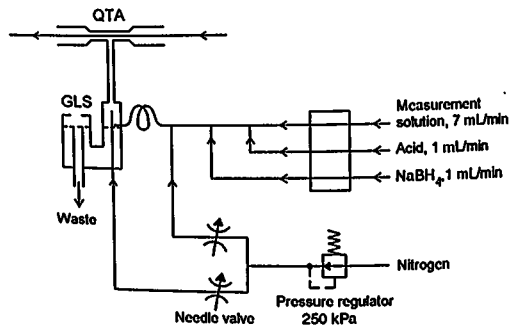 QTA
GLS
Measurement
solution, 7 mL/min
Acid, 1 mL/min
NaBH4.1 mL/min
Waste
Nitrogen
Needle valve
Pressure regulator
250 kPa